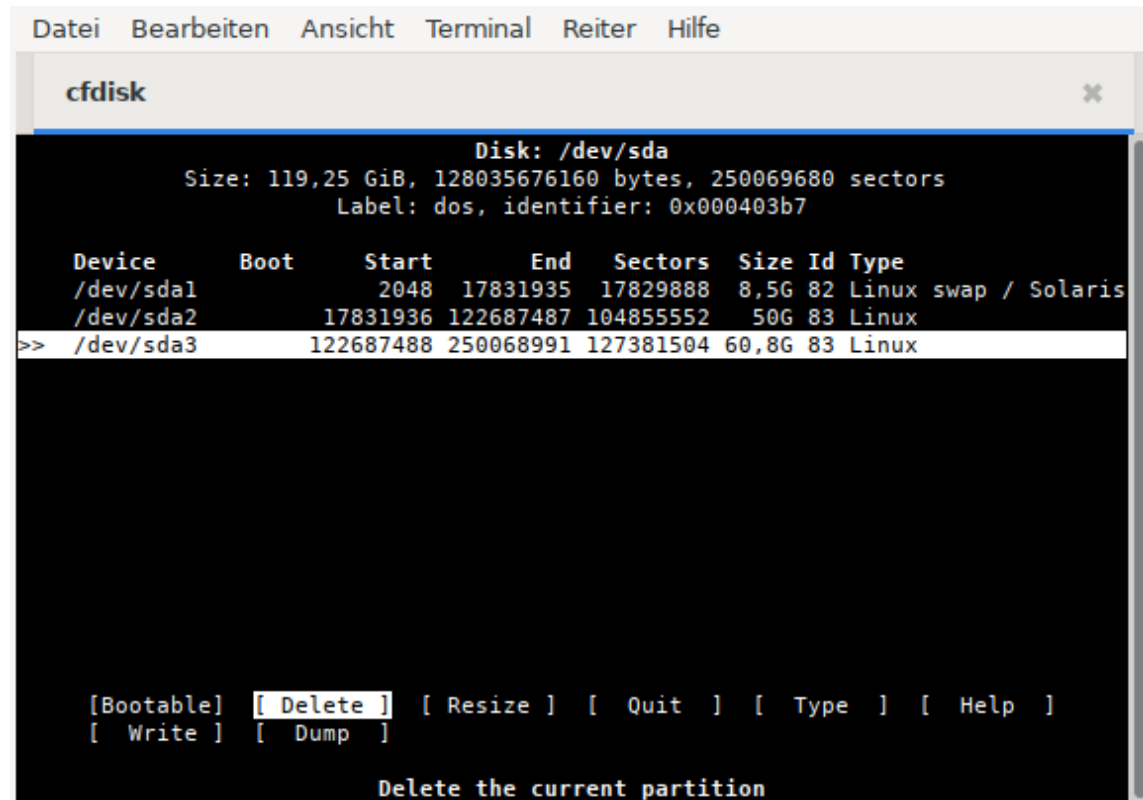 Datei Bearbeiten Ansicht Terminal Reiter Hilfe
cfdisk
Disk: /dev/sda
Size: 119,25 GiB, 128035676160 bytes, 250069680 sectors
Label: dos, identifier: 0x000403b7
Device Boot Start End Sectors Size Id Type
/dev/sda1 2048 17831935 17829888 8,5G 82 Linux swap / Solaris
/dev/sda2 17831936 122687487 104855552 50G 83 Linux
>> /dev/sda3 122687488 250068991 127381504 60,8G 83 Linux
[Bootable] [ Delete ] [ Resize ] [ Quit ] [ Type ] [ Help ]
[ Write ] [ Dump ]
Delete the current partition